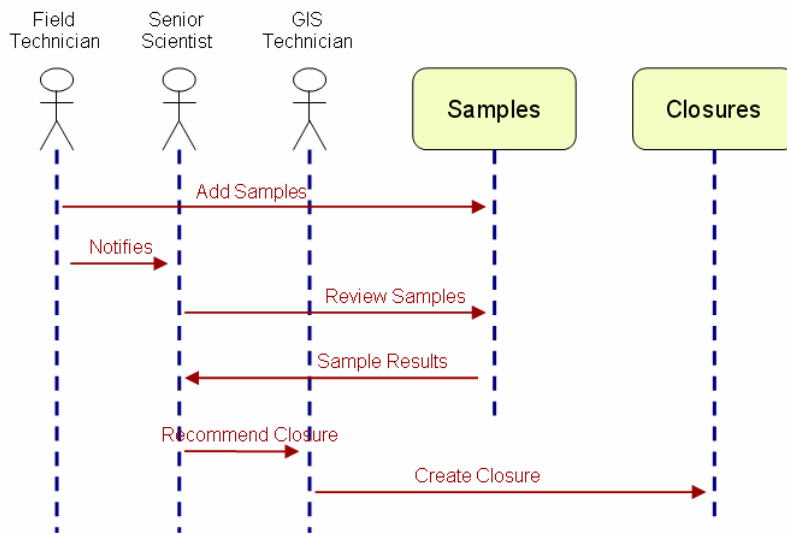 Field
Technician
Senior
Scientist
GIS
Technician
Samples
Closures
Add Samples
Notifies
Review Samples
Sample Results
Recommend Closure
Create Closure